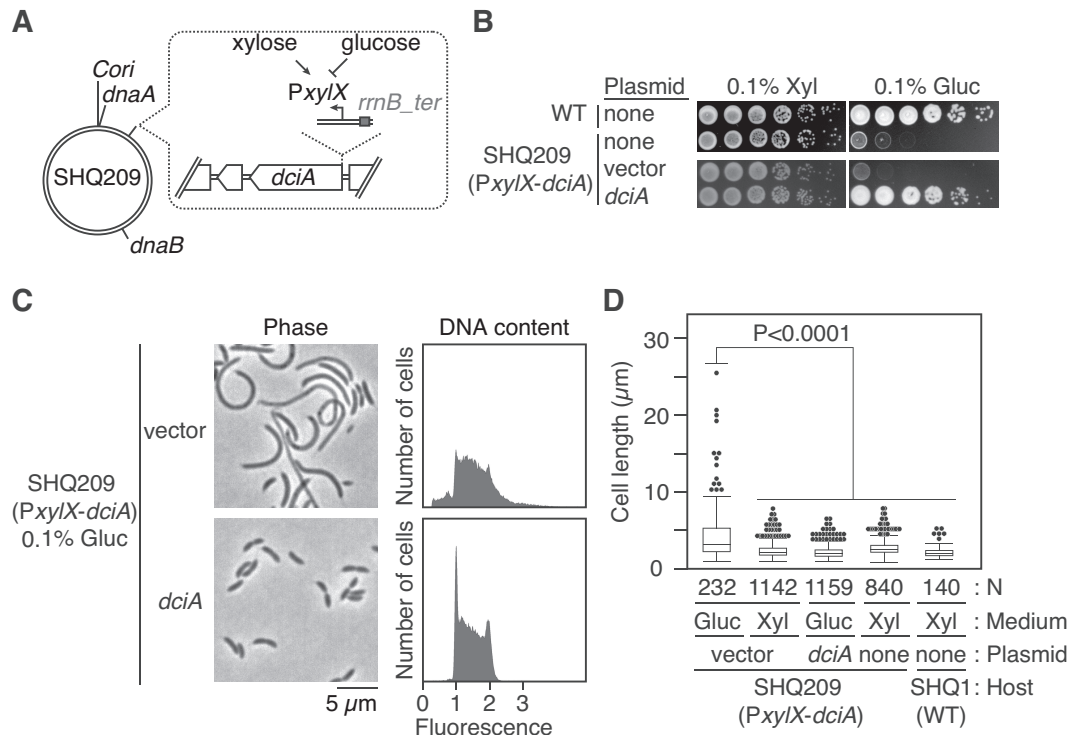 A
xylose
glucose
PxylX
rrnB_ter
Cori
dnaA
SHQ209
dciA
dnaB
B
Plasmid
0.1% Xyl
0.1% Gluc
WT
none
none
SHQ209
(PxylX-dciA)
vector
dciA
C
Phase
DNA content
SHQ209
(PxylX-dciA)
0.1% Gluc
vector
dciA
Number of cells
Number of cells
5 µm
0 1 2 3
Fluorescence
D
P<0.0001
Cell length (µm)
30
20
10
0
232 1142 1159 840 140 : N
Gluc Xyl Gluc Xyl Xyl : Medium
vector dciA none none : Plasmid
SHQ209 SHQ1 : Host
(PxylX-dciA) (WT)